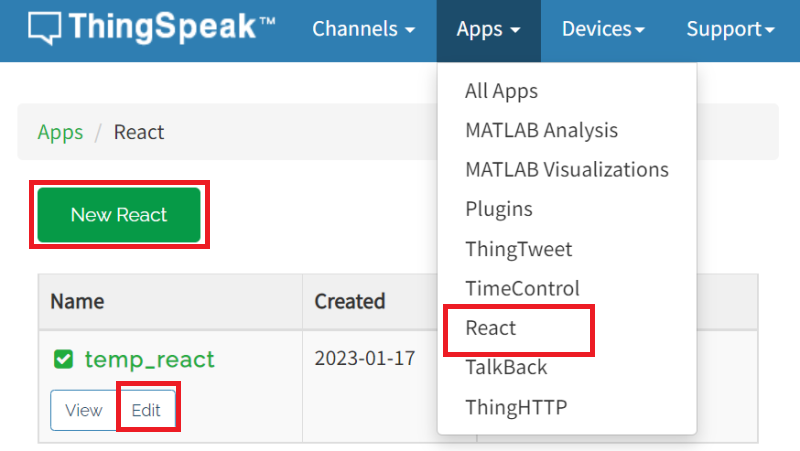 ThingSpeak™ Channels Apps Devices Support
All Apps
Apps / React
MATLAB Analysis
MATLAB Visualizations
New React
Plugins
ThingTweet
TimeControl
Name Created
React
temp_react 2023-01-17
TalkBack
View Edit
ThingHTTP